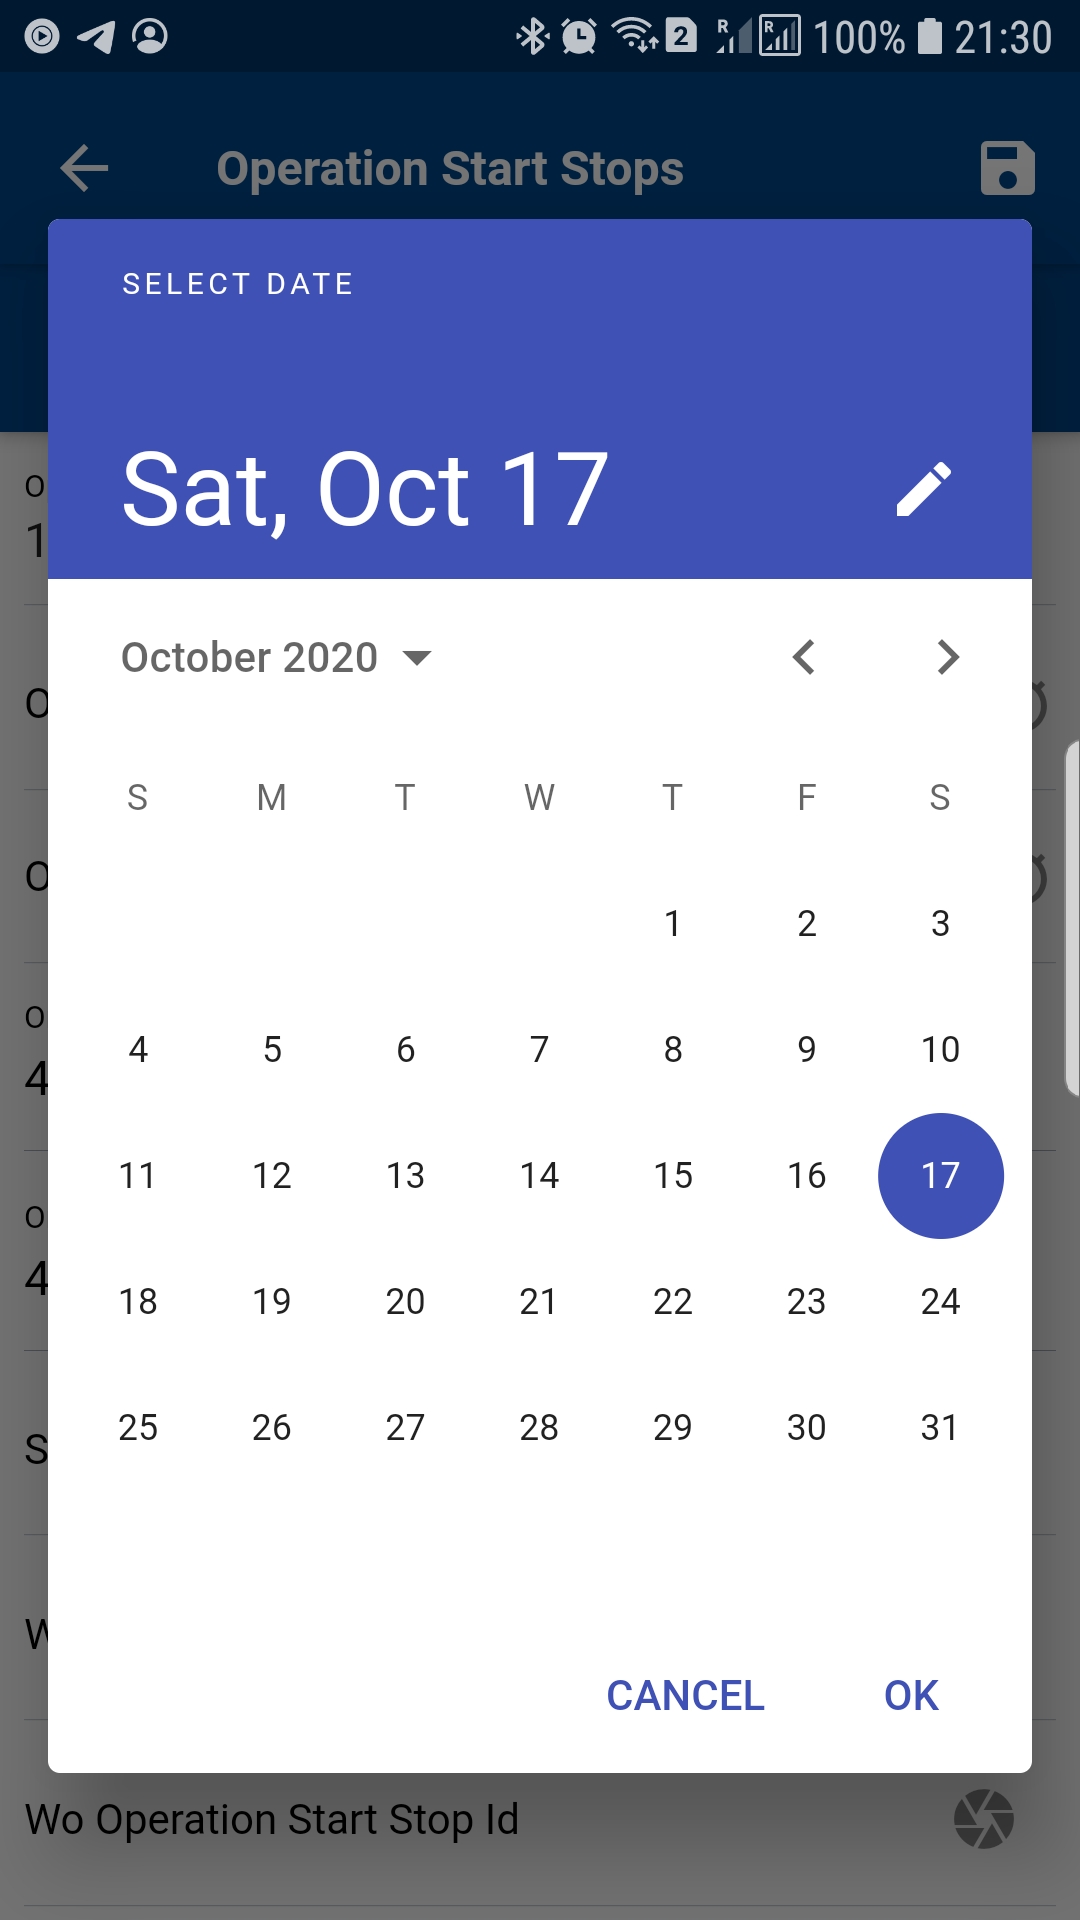 2 R R 100% 21:30
Operation Start Stops
SELECT DATE
Sat, Oct 17
October 2020
S M T W T F S
1 2 3
4 5 6 7 8 9 10
11 12 13 14 15 16 17
18 19 20 21 22 23 24
25 26 27 28 29 30 31
CANCEL OK
Wo Operation Start Stop Id